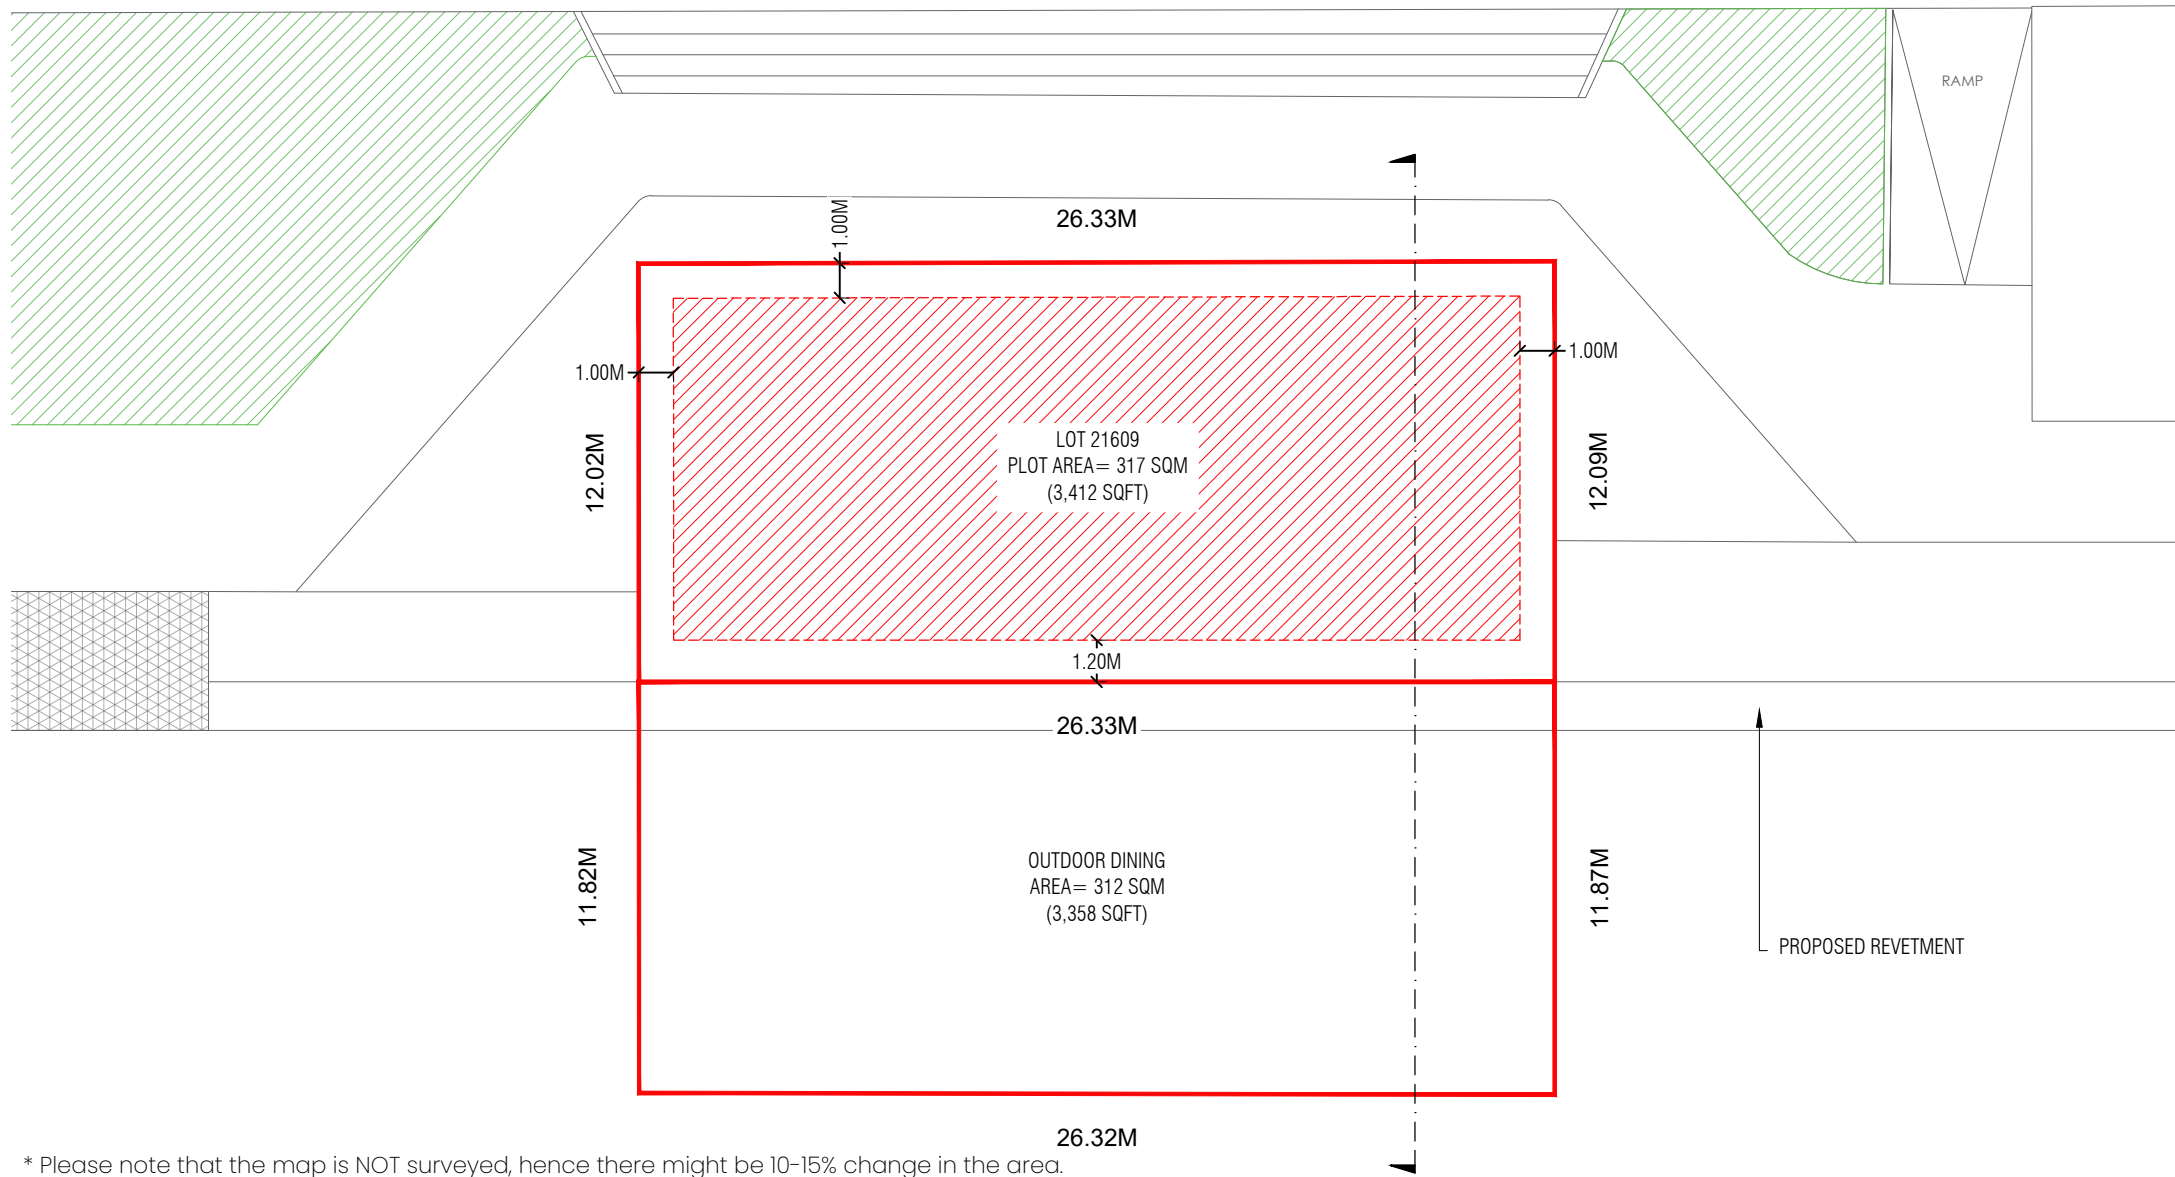 RAMP
1.00M
26.33M
1.00M
1.00M
12.02M
LOT 21609
PLOT AREA= 317 SQM
(3,412 SQFT)
12.09M
1.20M
26.33M
11.82M
OUTDOOR DINING
AREA= 312 SQM
(3,358 SQFT)
11.87M
PROPOSED REVETMENT
26.32M
* Please note that the map is NOT surveyed, hence there might be 10-15% change in the area.